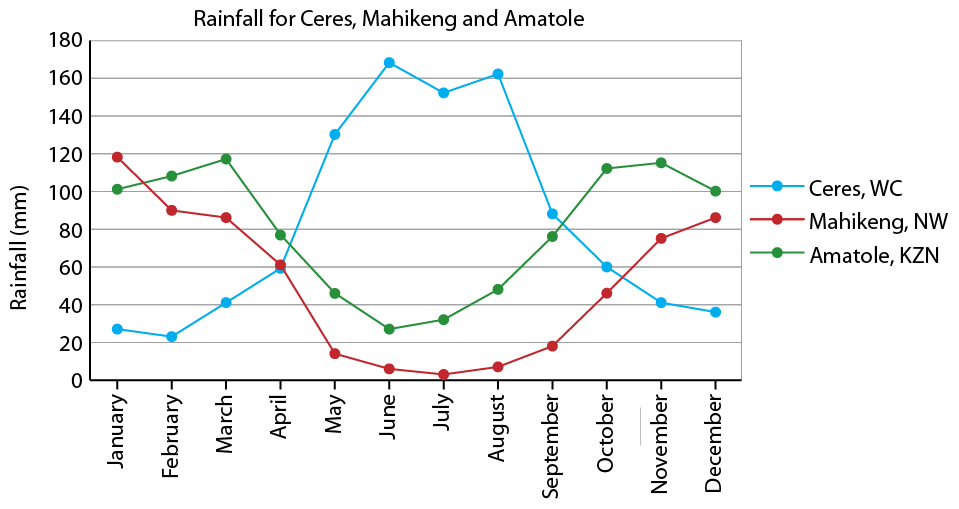 Rainfall for Ceres, Mahikeng and Amatole
Rainfall (mm)
180
160
140
120
100
80
60
40
20
0
January
February
March
April
May
June
July
August
September
October
November
December
Ceres, WC
Mahikeng, NW
Amatole, KZN